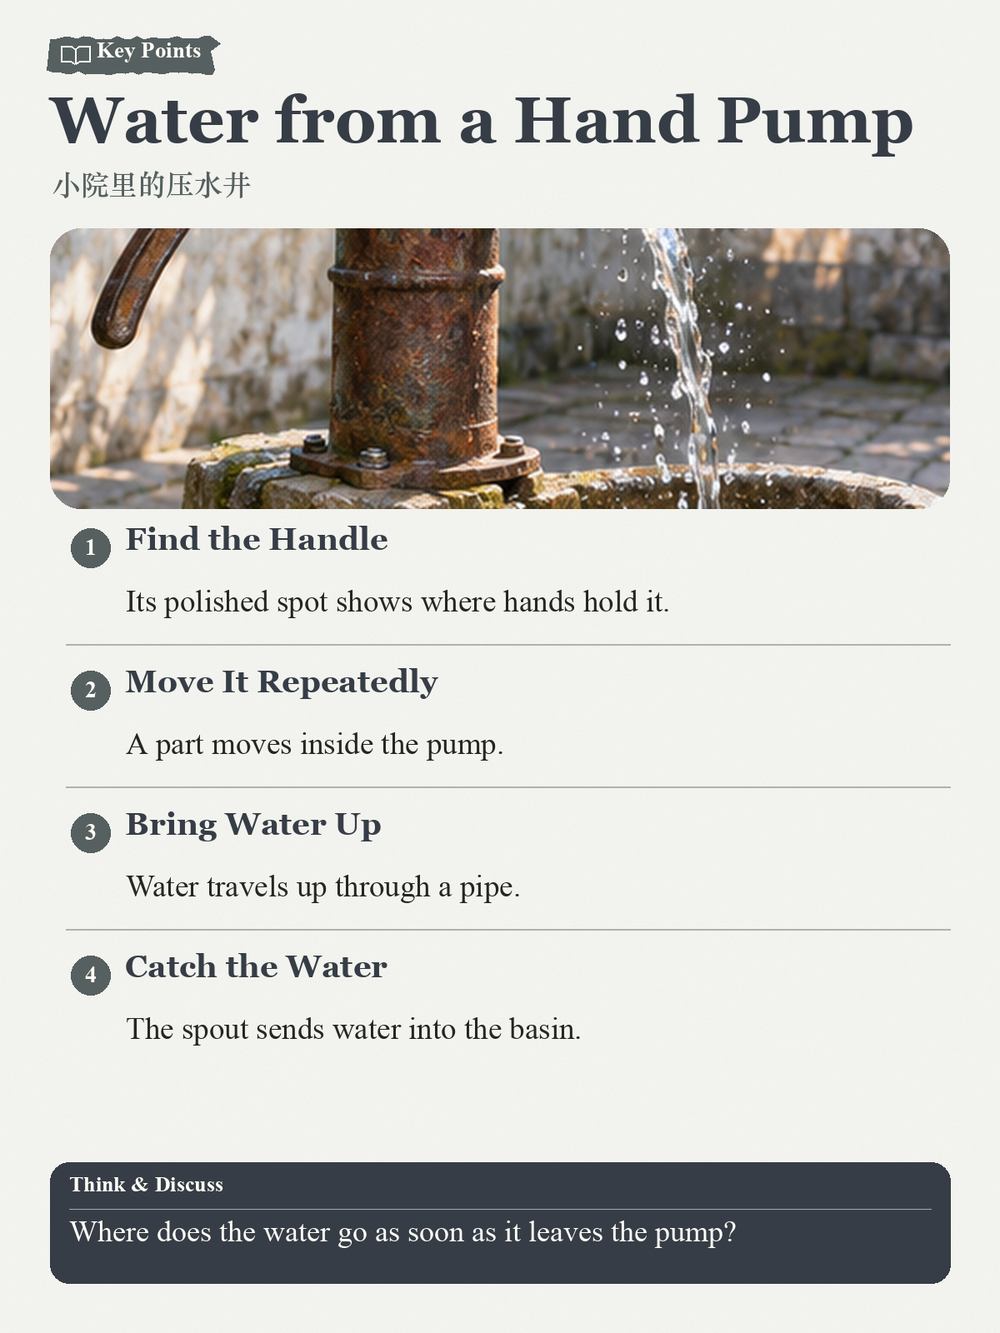 Key Points
Water from a Hand Pump
小院里的压水井
1 Find the Handle
Its polished spot shows where hands hold it.
2 Move It Repeatedly
A part moves inside the pump.
3 Bring Water Up
Water travels up through a pipe.
4 Catch the Water
The spout sends water into the basin.
Think & Discuss
Where does the water go as soon as it leaves the pump?